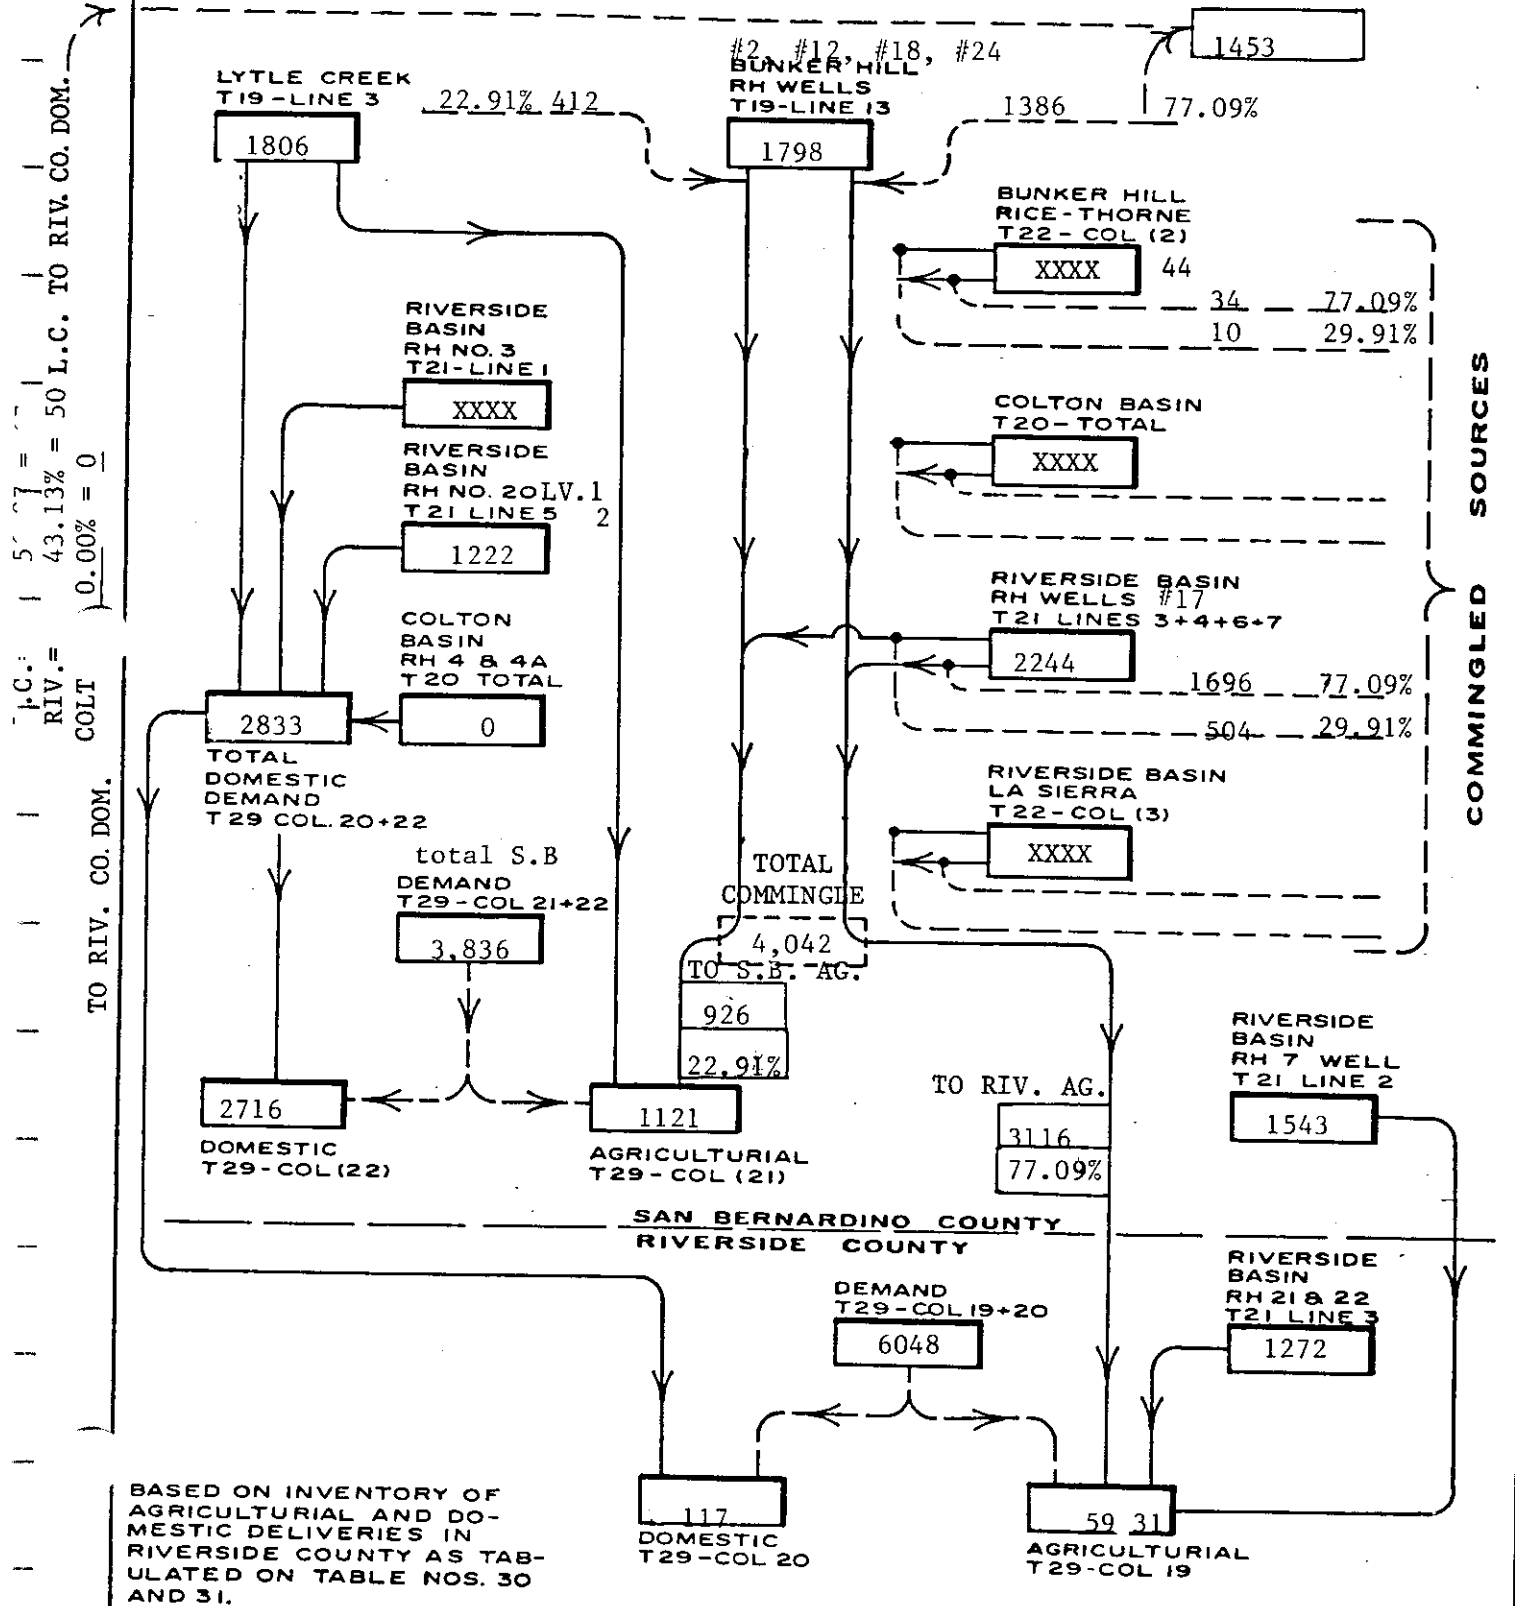 1453
#2, #12, #18, #24
BUNKER HILL
RH WELLS
T19-LINE 13
1798
LYTLE CREEK
T19-LINE 3
1806
22.91% 412
1386 77.09%
BUNKER HILL
RICE-THORNE
T22-COL (2)
XXXX 44
34 77.09%
10 29.91%
RIVERSIDE
BASIN
RH NO. 3
T21-LINE 1
XXXX
COLTON BASIN
T20-TOTAL
XXXX
RIVERSIDE
BASIN
RH NO. 20 LV.1
T21 LINE 5 2
1222
RIVERSIDE BASIN
RH WELLS #17
T21 LINES 3+4+6+7
2244
1696 77.09%
504 29.91%
COLTON
BASIN
RH 4 & 4A
T20 TOTAL
0
2833
TOTAL
DOMESTIC
DEMAND
T29 COL. 20+22
RIVERSIDE BASIN
LA SIERRA
T22-COL (3)
XXXX
COMMINGLED SOURCES
total S.B
DEMAND
T29-COL 21+22
3,836
TOTAL
COMMINGLE
4,042
TO S.B. AG.
926
22.91%
2716
DOMESTIC
T29-COL (22)
1121
AGRICULTURIAL
T29-COL (21)
TO RIV. AG.
3116
77.09%
RIVERSIDE
BASIN
RH 7 WELL
T21 LINE 2
1543
SAN BERNARDINO COUNTY
RIVERSIDE COUNTY
RIVERSIDE
BASIN
RH 21 & 22
T21 LINE 3
1272
DEMAND
T29-COL 19+20
6048
117
DOMESTIC
T29-COL 20
59 31
AGRICULTURIAL
T29-COL 19
43.13% = 50 L.C. TO RIV. CO. DOM.
0.00% = 0
RIV.=
COLT
TO RIV. CO. DOM.
BASED ON INVENTORY OF
AGRICULTURIAL AND DO-
MESTIC DELIVERIES IN
RIVERSIDE COUNTY AS TAB-
ULATED ON TABLE NOS. 30
AND 31.